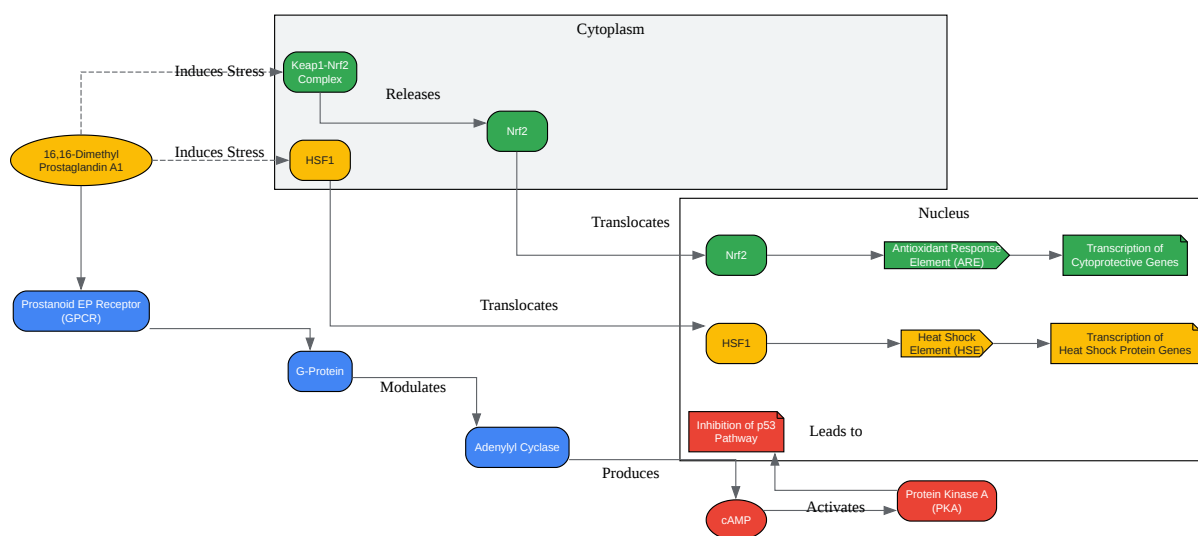 Cytoplasm
Keap1-Nrf2
Complex
Induces Stress
Releases
Nrf2
16,16-Dimethyl
Prostaglandin A1
Induces Stress
HSF1
Nucleus
Translocates
Nrf2
Antioxidant Response
Element (ARE)
Transcription of
Cytoprotective Genes
Prostanoid EP Receptor
(GPCR)
Translocates
HSF1
Heat Shock
Element (HSE)
Transcription of
Heat Shock Protein Genes
G-Protein
Modulates
Inhibition of p53
Pathway
Leads to
Adenylyl Cyclase
Produces
Protein Kinase A
(PKA)
cAMP
Activates